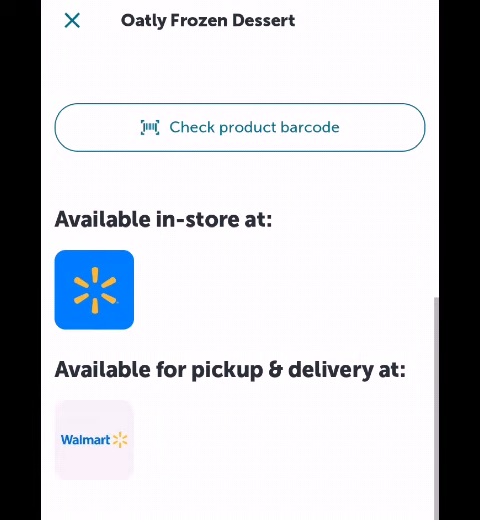 Oatly Frozen Dessert
Check product barcode
Available in-store at:
Available for pickup & delivery at:
Walmart